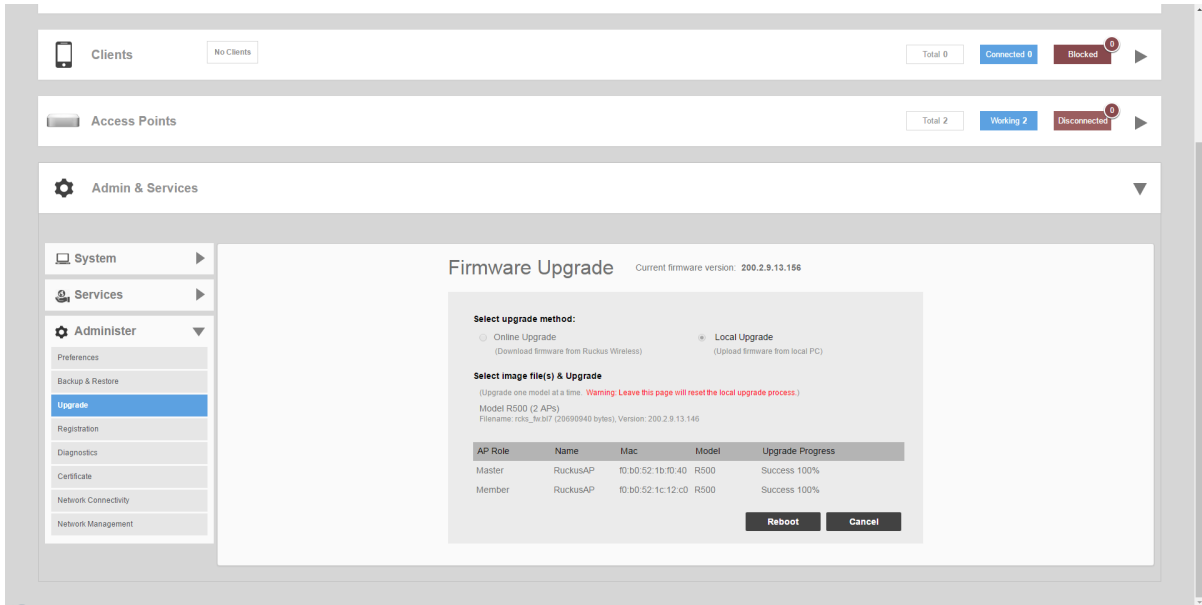 Clients
No Clients
Total 0
Connected 0
Blocked
0
Access Points
Total 2
Working 2
Disconnected
0
Admin & Services
System
Services
Administer
Preferences
Backup & Restore
Upgrade
Registration
Diagnostics
Certificate
Network Connectivity
Network Management
Firmware Upgrade Current firmware version: 200.2.9.13.156
Select upgrade method:
Online Upgrade
(Download firmware from Ruckus Wireless)
Local Upgrade
(Upload firmware from local PC)
Select image file(s) & Upgrade
(Upgrade one model at a time. Warning: Leave this page will reset the local upgrade process.)
Model R500 (2 APs)
Filename: rcks_fw.bl7 (20690940 bytes), Version: 200.2.9.13.146
AP Role Name Mac Model Upgrade Progress
Master RuckusAP f0:b0:52:1b:f0:40 R500 Success 100%
Member RuckusAP f0:b0:52:1c:12:c0 R500 Success 100%
Reboot Cancel